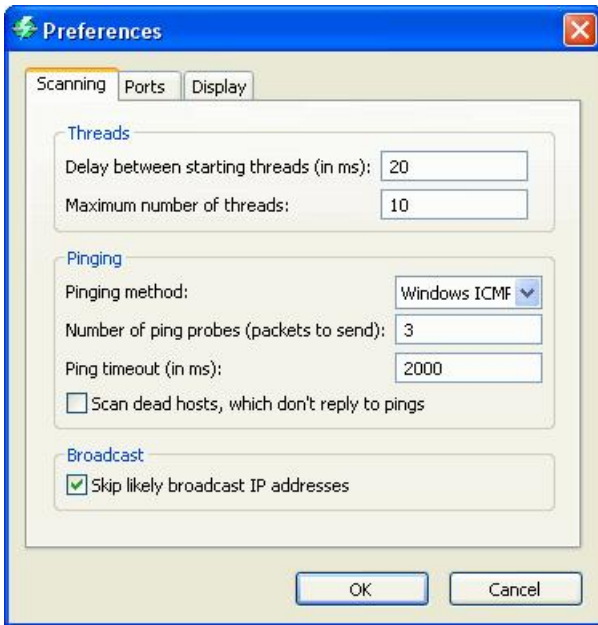 Preferences
Scanning Ports Display
Threads
Delay between starting threads (in ms): 20
Maximum number of threads: 10
Pinging
Pinging method: Windows ICMP
Number of ping probes (packets to send): 3
Ping timeout (in ms): 2000
Scan dead hosts, which don't reply to pings
Broadcast
Skip likely broadcast IP addresses
OK Cancel